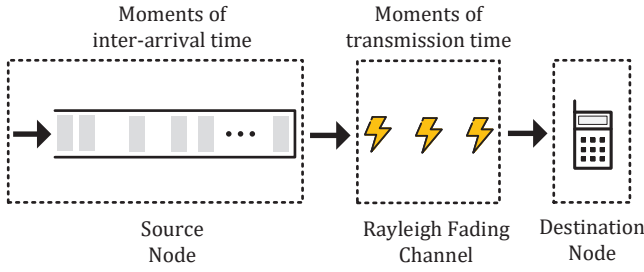 Moments of
inter-arrival time
Moments of
transmission time
Source
Node
Rayleigh Fading
Channel
Destination
Node